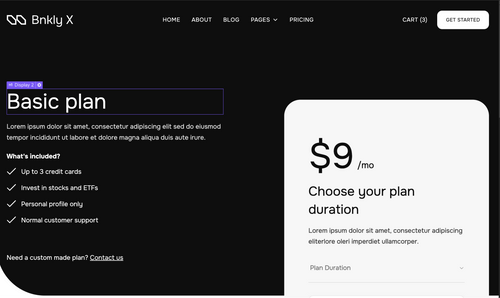 Bnkly X
HOME
ABOUT
BLOG
PAGES
PRICING
CART (3)
GET STARTED
H1 Display 2
Basic plan
Lorem ipsum dolor sit amet, consectetur adipiscing elit sed do eiusmod
tempor incididunt ut labore et dolore magna aliqua duis aute irure.
What's included?
Up to 3 credit cards
Invest in stocks and ETFs
Personal profile only
Normal customer support
Need a custom made plan? Contact us
$9 /mo
Choose your plan
duration
Lorem ipsum dolor sit amet, consectetur adipiscing
eliteriore oleri imperdiet ullamcorper.
Plan Duration